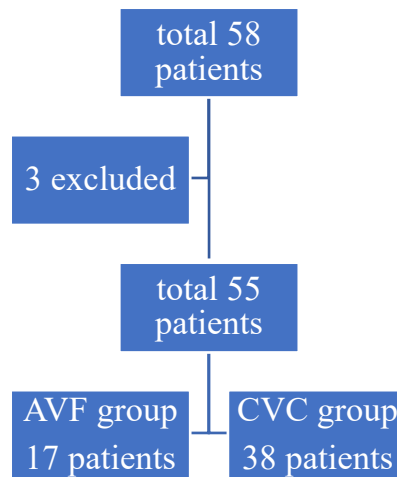 total 58
patients
3 excluded
total 55
patients
AVF group
17 patients
CVC group
38 patients